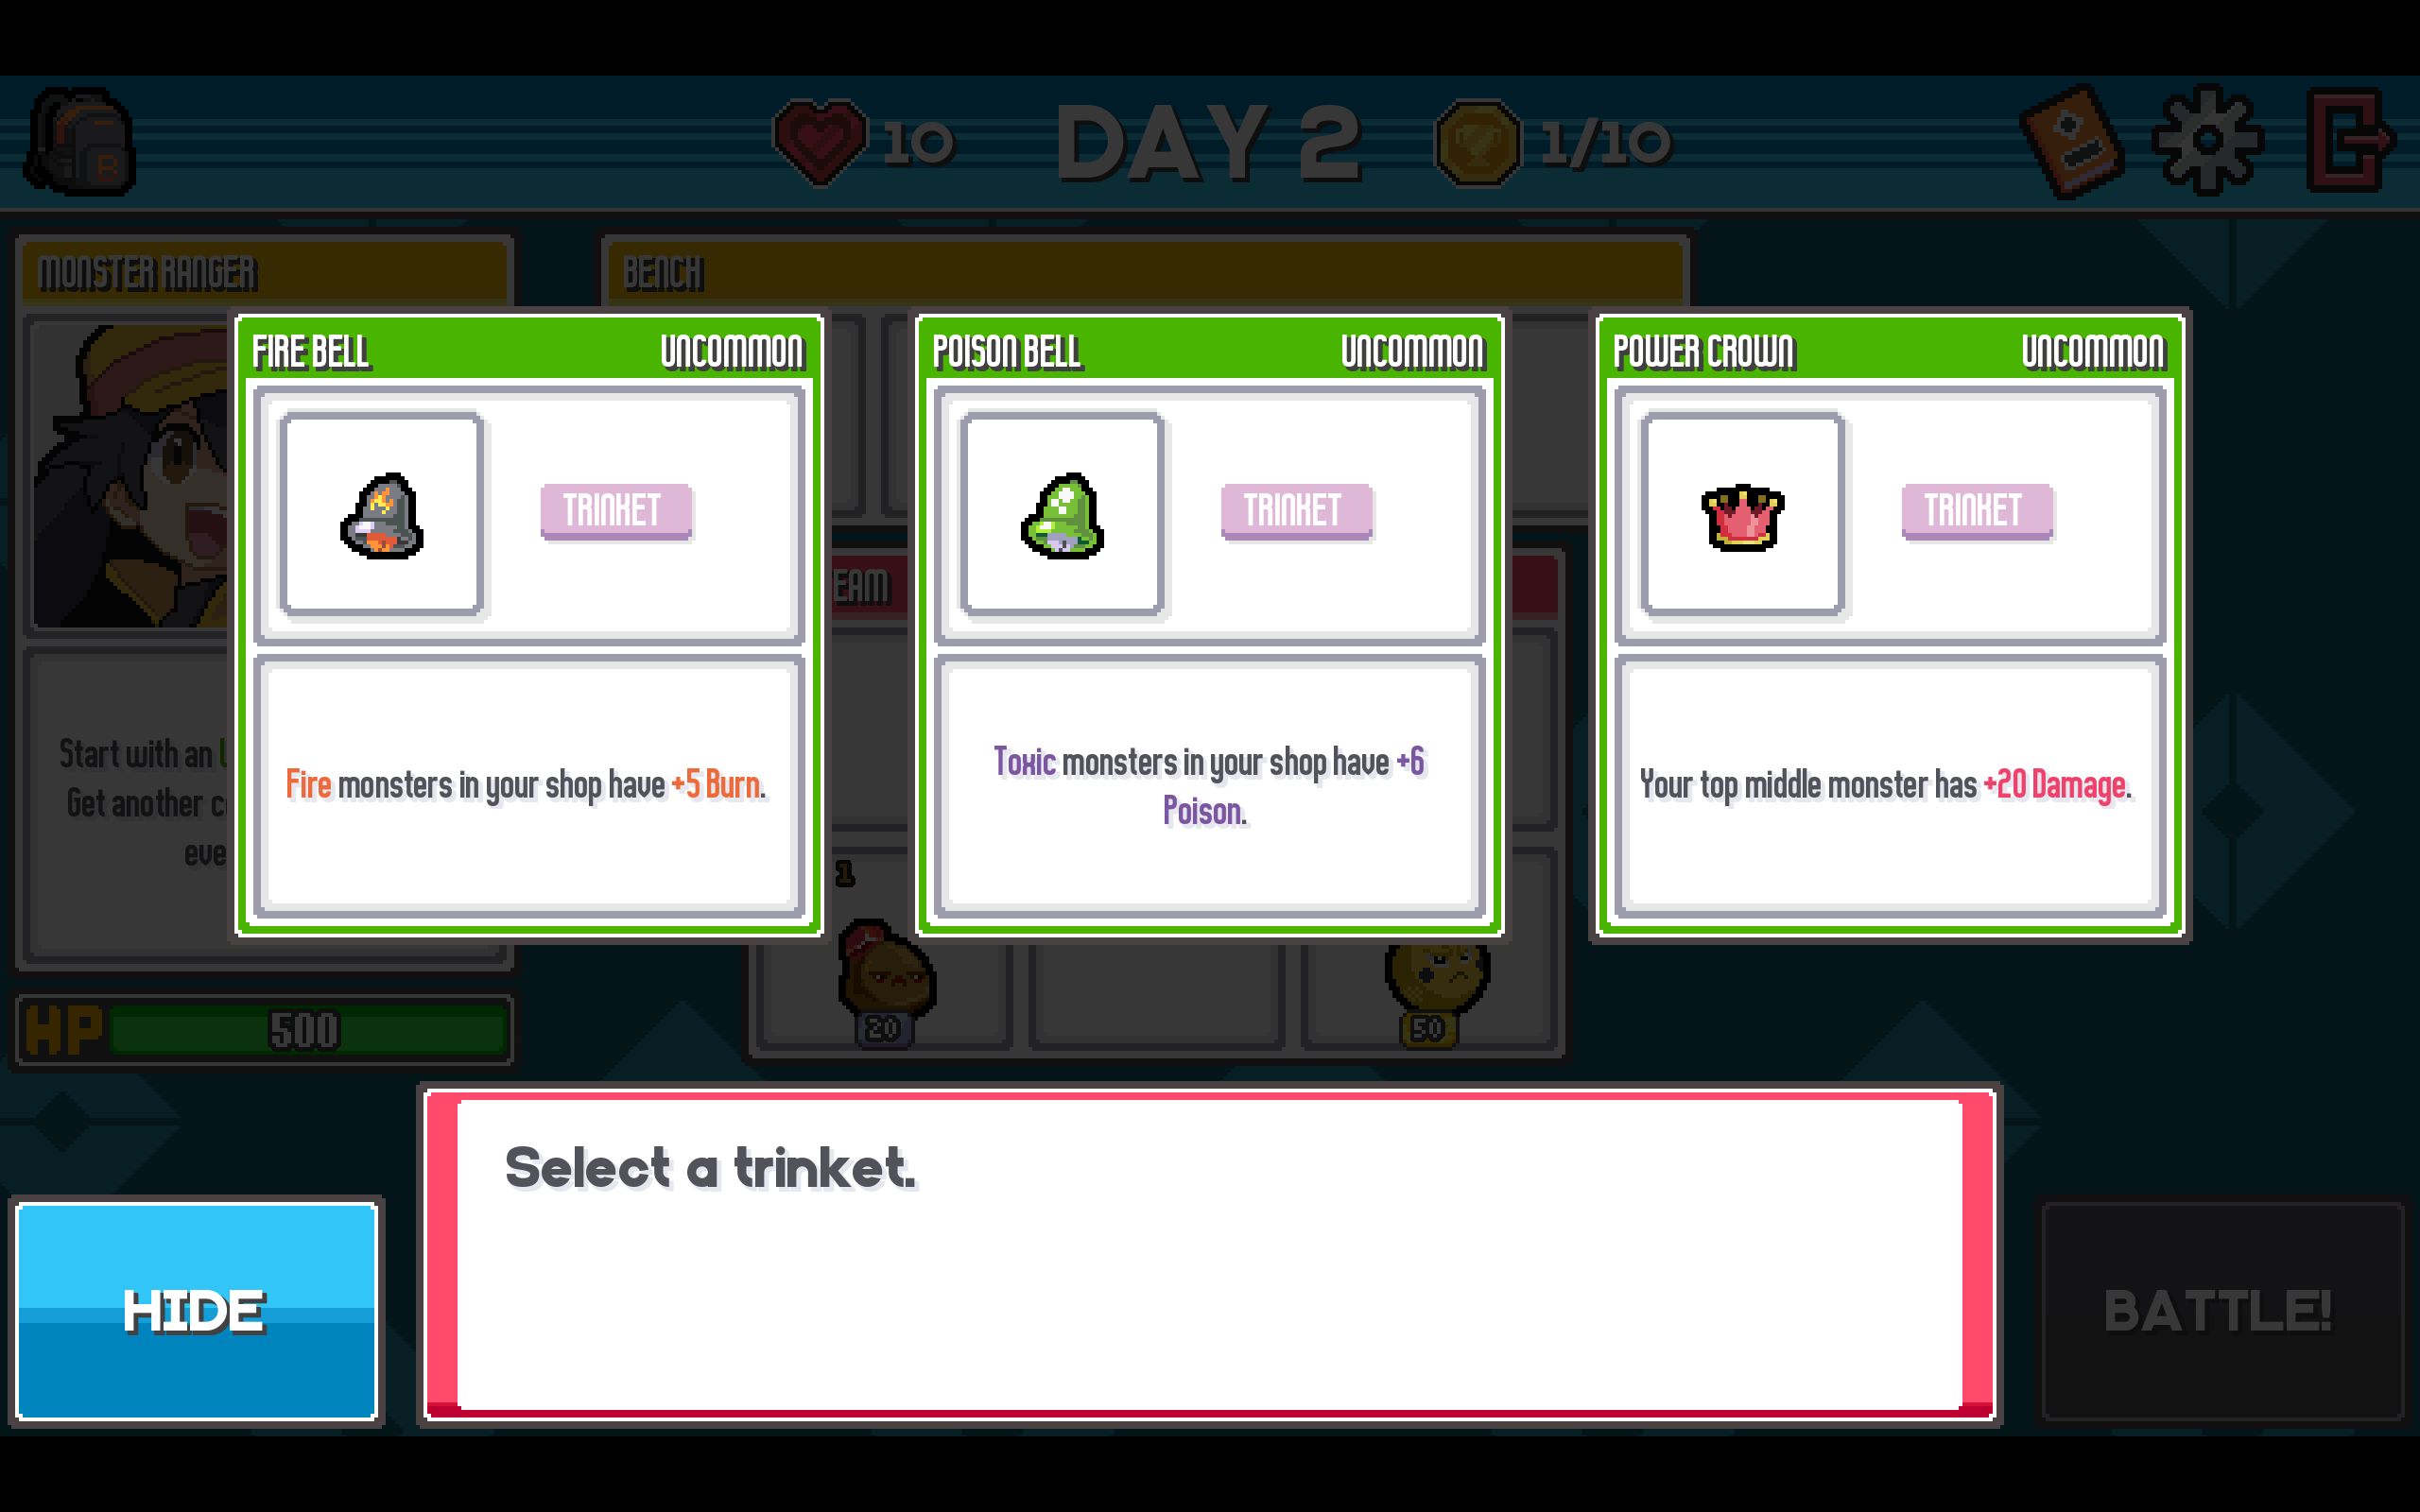 10
DAY 2
1/10
MONSTER RANGER
BENCH
FIRE BELL UNCOMMON
TRINKET
Fire monsters in your shop have +5 Burn.
POISON BELL UNCOMMON
TRINKET
Toxic monsters in your shop have +6
Poison.
POWER CROWN UNCOMMON
TRINKET
Your top middle monster has +20 Damage.
EAM
Start with an
Get another
eve
1
20
50
HP 500
Select a trinket.
HIDE
BATTLE!
R